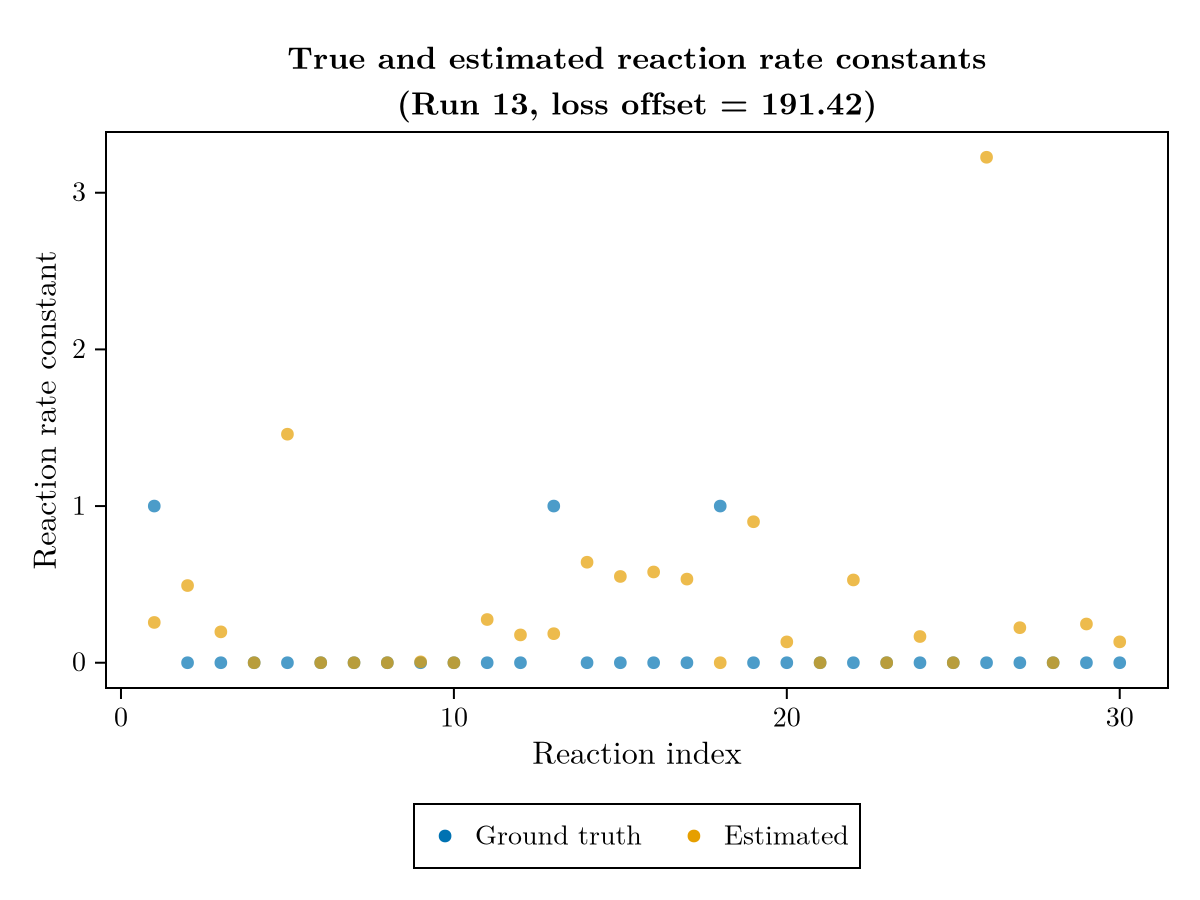 True and estimated reaction rate constants
(Run 13, loss offset = 191.42)
Reaction rate constant
3
2
1
0
0 10 20 30
Reaction index
Ground truth Estimated